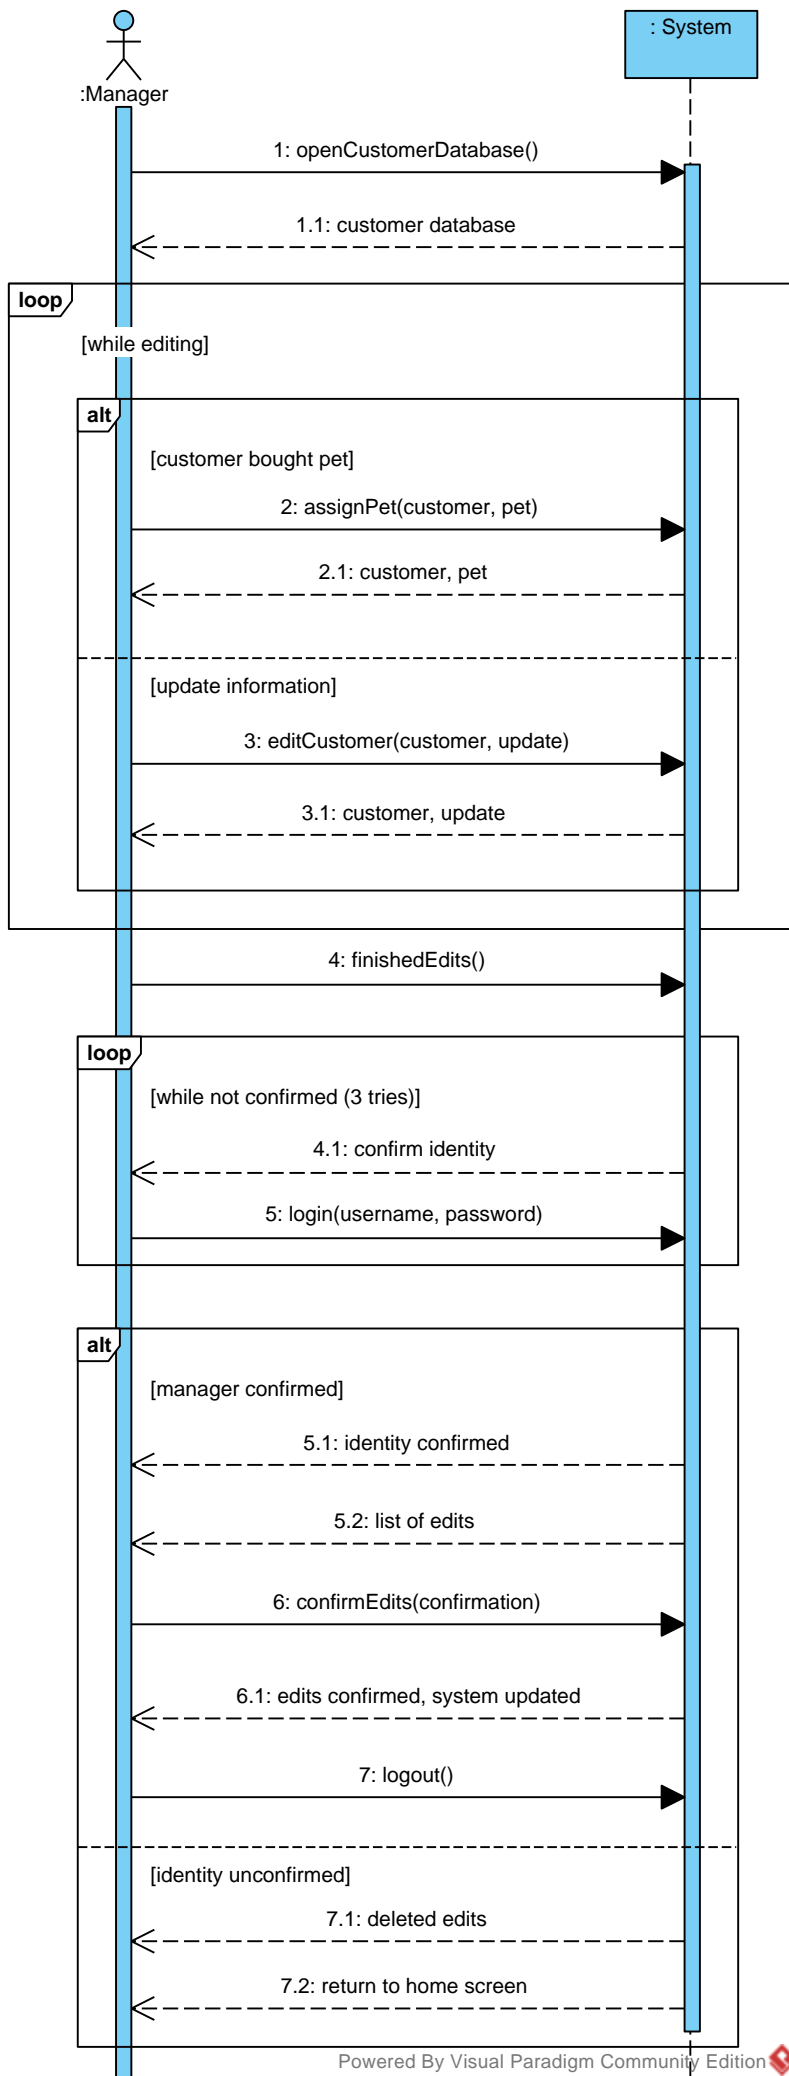 : System
:Manager
1: openCustomerDatabase()
1.1: customer database
loop
[while editing]
alt
[customer bought pet]
2: assignPet(customer, pet)
2.1: customer, pet
[update information]
3: editCustomer(customer, update)
3.1: customer, update
4: finishedEdits()
loop
[while not confirmed (3 tries)]
4.1: confirm identity
5: login(username, password)
alt
[manager confirmed]
5.1: identity confirmed
5.2: list of edits
6: confirmEdits(confirmation)
6.1: edits confirmed, system updated
7: logout()
[identity unconfirmed]
7.1: deleted edits
7.2: return to home screen
Powered By Visual Paradigm Community Edition